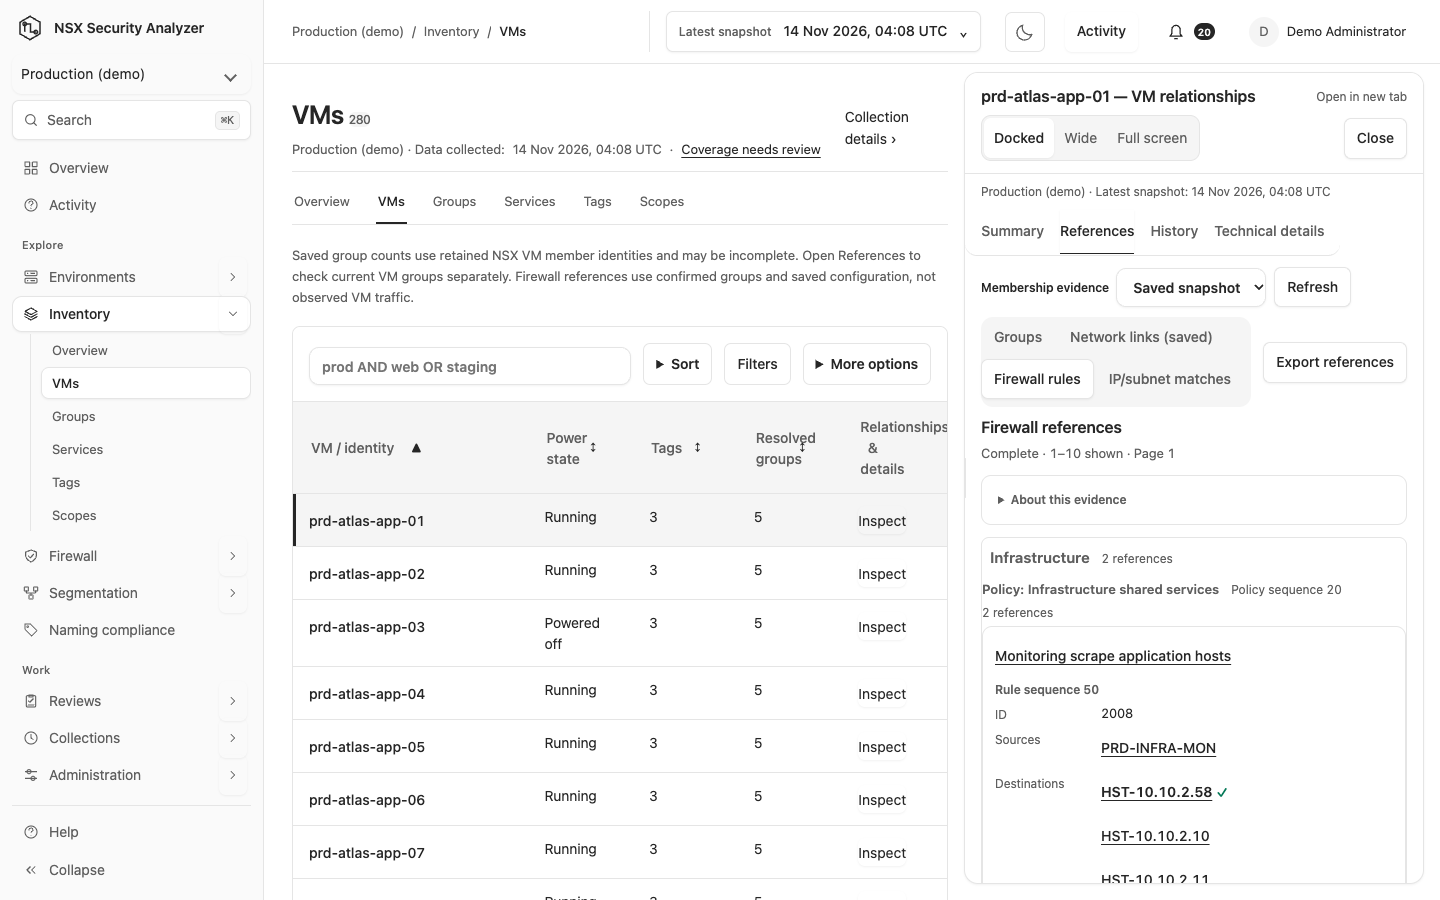 NSX Security Analyzer
Production (demo)
Search ⌘K
Overview
Activity
Explore
Environments
Inventory
Overview
VMs
Groups
Services
Tags
Scopes
Firewall
Segmentation
Naming compliance
Work
Reviews
Collections
Administration
Help
Collapse
Production (demo) / Inventory / VMs
Latest snapshot 14 Nov 2026, 04:08 UTC
Activity
20
D Demo Administrator
VMs 280
Production (demo) · Data collected: 14 Nov 2026, 04:08 UTC · Coverage needs review
Collection
details ›
Overview VMs Groups Services Tags Scopes
Saved group counts use retained NSX VM member identities and may be incomplete. Open References to
check current VM groups separately. Firewall references use confirmed groups and saved configuration, not
observed VM traffic.
prod AND web OR staging
▶ Sort
Filters
▶ More options
VM / identity ▲
Power
state ↕
Tags ↕
Resolved
groups ↕
Relationships
&
details
prd-atlas-app-01 Running 3 5 Inspect
prd-atlas-app-02 Running 3 5 Inspect
prd-atlas-app-03 Powered off 3 5 Inspect
prd-atlas-app-04 Running 3 5 Inspect
prd-atlas-app-05 Running 3 5 Inspect
prd-atlas-app-06 Running 3 5 Inspect
prd-atlas-app-07 Running 3 5 Inspect
prd-atlas-app-01 — VM relationships
Open in new tab
Docked Wide Full screen
Close
Production (demo) · Latest snapshot: 14 Nov 2026, 04:08 UTC
Summary References History Technical details
Membership evidence Saved snapshot Refresh
Groups Network links (saved)
Firewall rules IP/subnet matches
Export references
Firewall references
Complete · 1–10 shown · Page 1
▶ About this evidence
Infrastructure 2 references
Policy: Infrastructure shared services Policy sequence 20
2 references
Monitoring scrape application hosts
Rule sequence 50
ID 2008
Sources PRD-INFRA-MON
Destinations HST-10.10.2.58 ✓
HST-10.10.2.10
HST-10.10.2.11